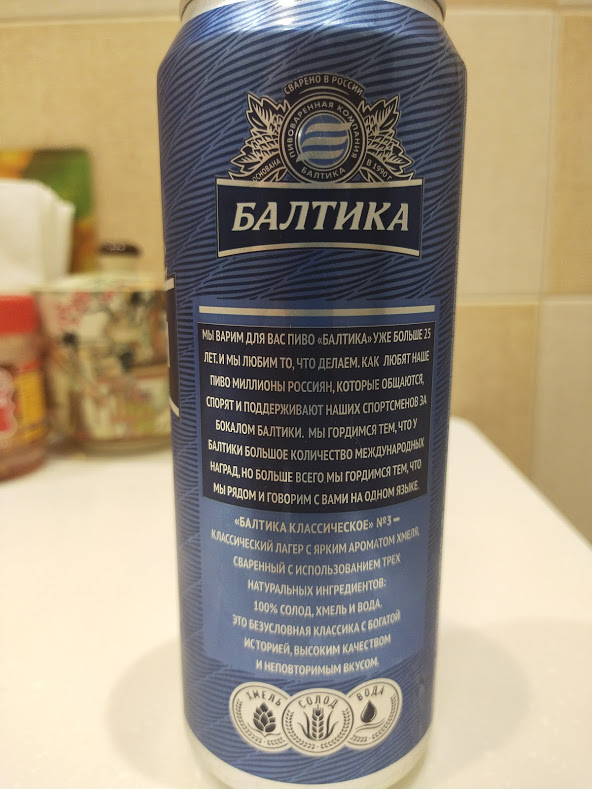 СВАРЕНО В РОССИИ
ПИВОВАРЕННАЯ КОМПАНИЯ
БАЛТИКА
ОСНОВАНА В 1990 Г.
БАЛТИКА
МЫ ВАРИМ ДЛЯ ВАС ПИВО «БАЛТИКА» УЖЕ БОЛЬШЕ 25
ЛЕТ. И МЫ ЛЮБИМ ТО, ЧТО ДЕЛАЕМ. КАК ЛЮБЯТ НАШЕ
ПИВО МИЛЛИОНЫ РОССИЯН, КОТОРЫЕ ОБЩАЮТСЯ,
СПОРЯТ И ПОДДЕРЖИВАЮТ НАШИХ СПОРТСМЕНОВ ЗА
БОКАЛОМ БАЛТИКИ. МЫ ГОРДИМСЯ ТЕМ, ЧТО У
БАЛТИКИ БОЛЬШОЕ КОЛИЧЕСТВО МЕЖДУНАРОДНЫХ
НАГРАД, НО БОЛЬШЕ ВСЕГО МЫ ГОРДИМСЯ ТЕМ, ЧТО
МЫ РЯДОМ И ГОВОРИМ С ВАМИ НА ОДНОМ ЯЗЫКЕ.
«БАЛТИКА КЛАССИЧЕСКОЕ» №3 –
КЛАССИЧЕСКИЙ ЛАГЕР С ЯРКИМ АРОМАТОМ ХМЕЛЯ,
СВАРЕННЫЙ С ИСПОЛЬЗОВАНИЕМ ТРЕХ
НАТУРАЛЬНЫХ ИНГРЕДИЕНТОВ:
100% СОЛОД, ХМЕЛЬ И ВОДА.
ЭТО БЕЗУСЛОВНАЯ КЛАССИКА С БОГАТОЙ
ИСТОРИЕЙ, ВЫСОКИМ КАЧЕСТВОМ
И НЕПОВТОРИМЫМ ВКУСОМ.
ХМЕЛЬ
СОЛОД
ВОДА